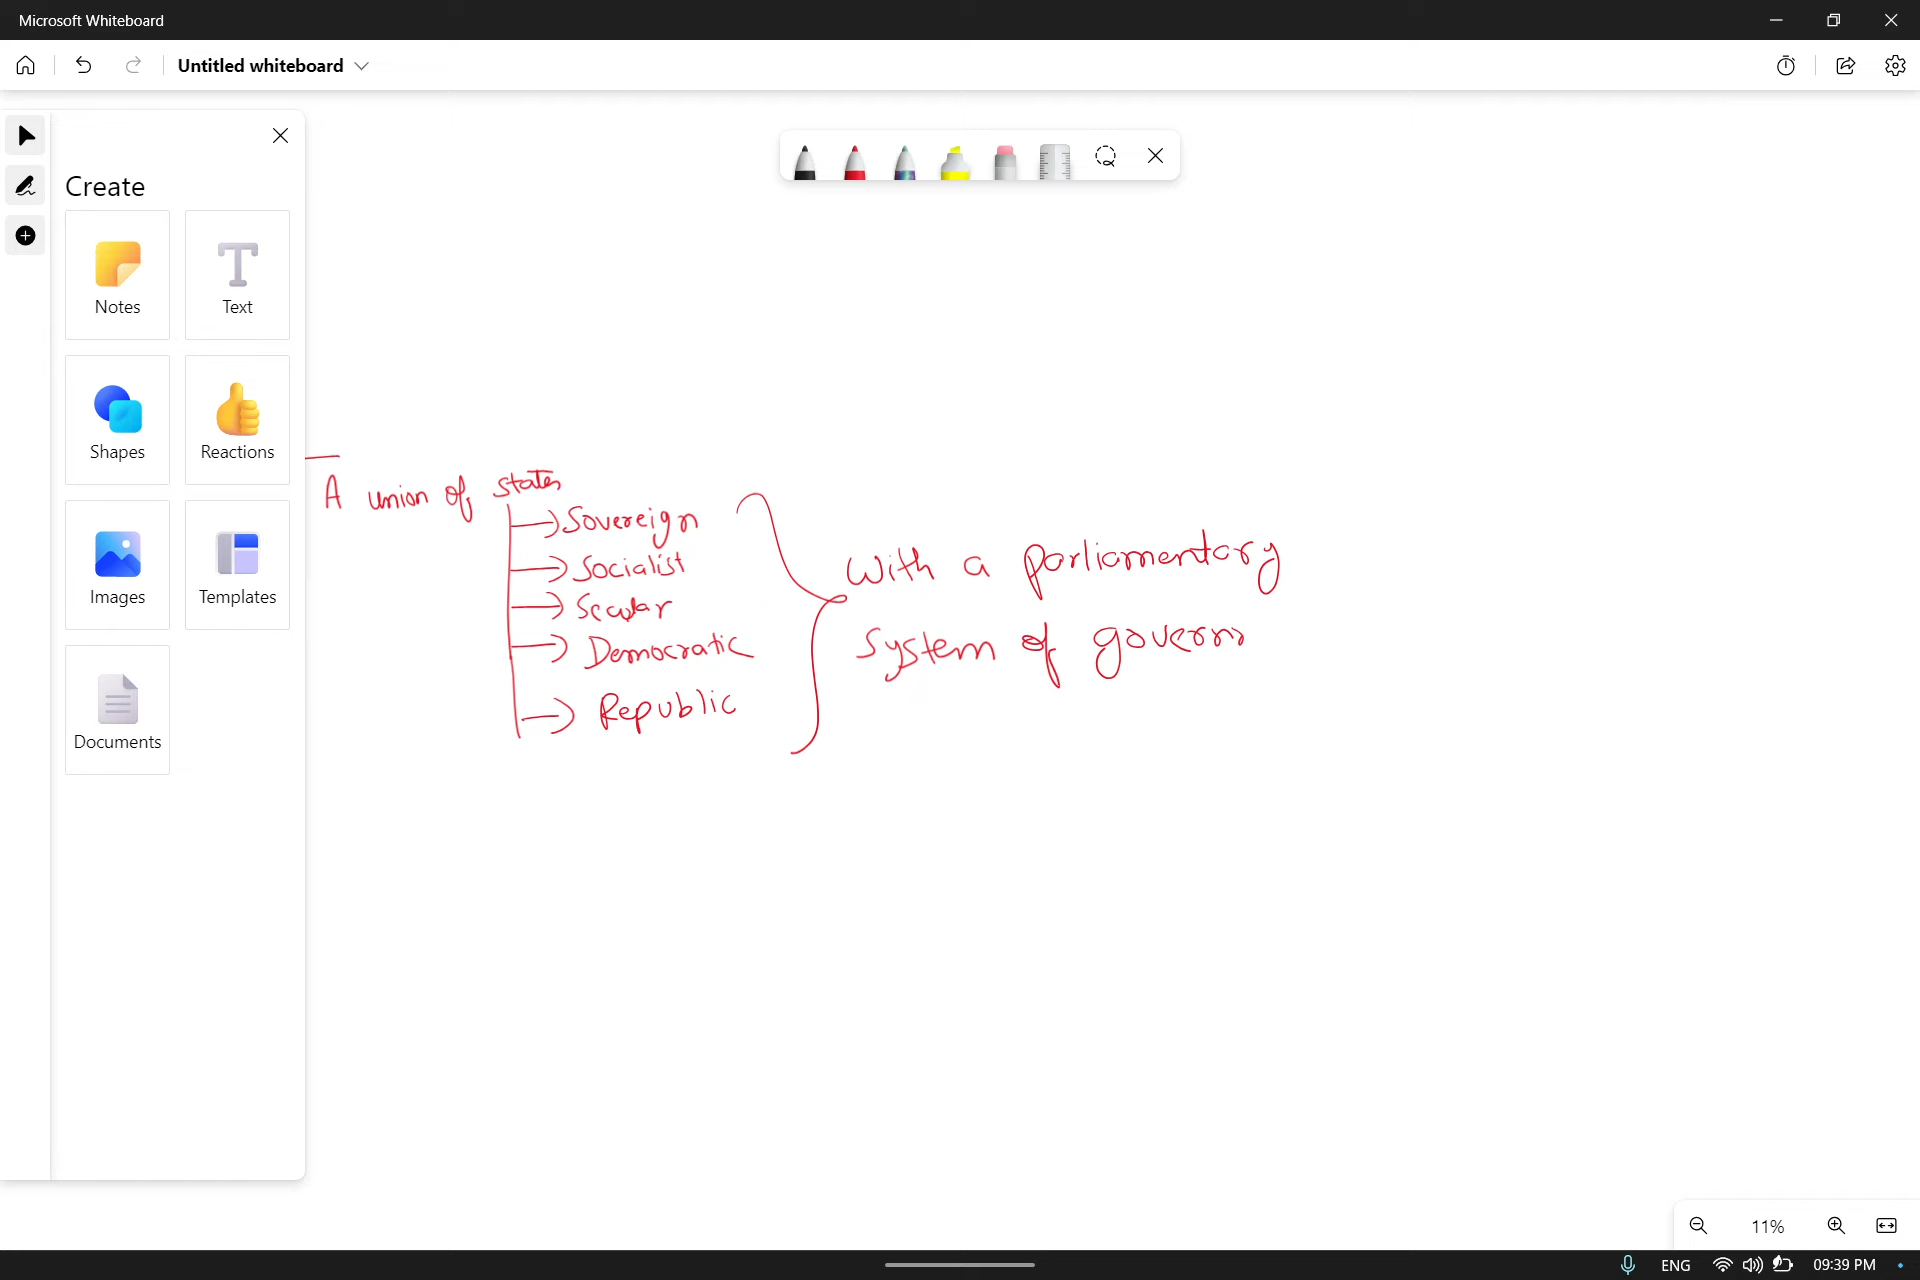 Microsoft Whiteboard
Untitled whiteboard
Create
Notes
Text
Shapes
Reactions
Images
Templates
Documents
A union of states
Sovereign
Socialist
Secular
Democratic
Republic
With a parliamentary
System of govern
11%
ENG
09:39 PM